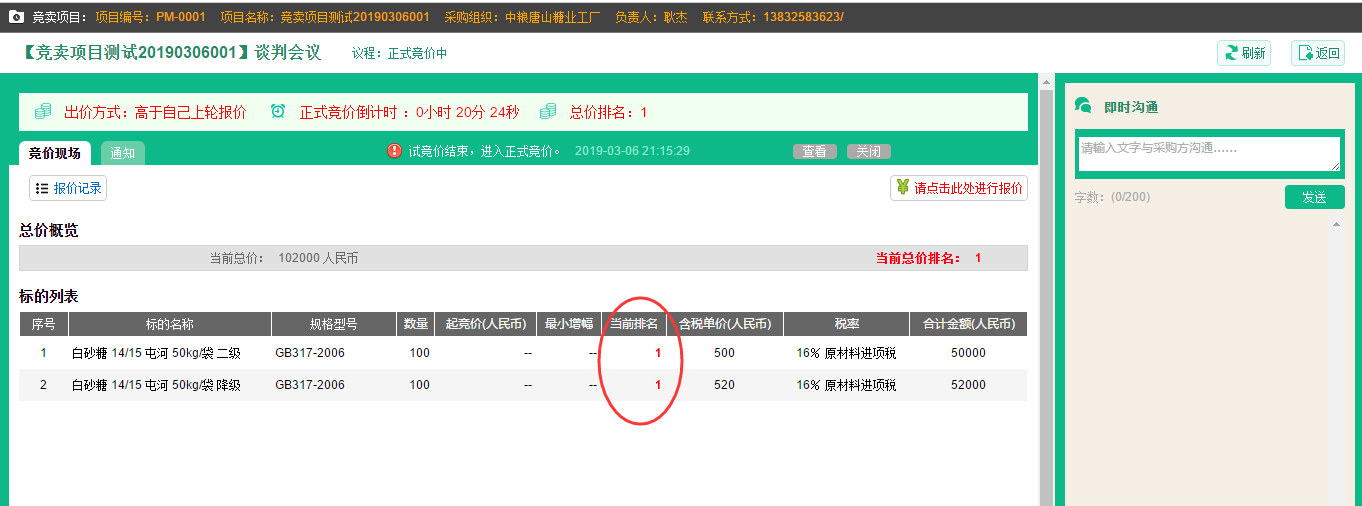 竞卖项目： 项目编号：PM-0001 项目名称：竞卖项目测试20190306001 采购组织：中粮唐山糖业工厂 负责人：耿杰 联系方式：13832583623/
【竞卖项目测试20190306001】谈判会议 议程：正式竞价中 刷新 返回
出价方式：高于自己上轮报价 正式竞价倒计时 ：0小时 20分 24秒 总价排名：1
竞价现场 通知 试竞价结束，进入正式竞价。 2019-03-06 21:15:29 查看 关闭
报价记录 请点击此处进行报价
总价概览
当前总价： 102000 人民币 当前总价排名： 1
标的列表
序号 标的名称 规格型号 数量 起竞价(人民币) 最小增幅 当前排名 含税单价(人民币) 税率 合计金额(人民币)
1 白砂糖 14/15 屯河 50kg/袋 二级 GB317-2006 100 -- -- 1 500 16% 原材料进项税 50000
2 白砂糖 14/15 屯河 50kg/袋 降级 GB317-2006 100 -- -- 1 520 16% 原材料进项税 52000
即时沟通
请输入文字与采购方沟通……
字数：(0/200) 发送